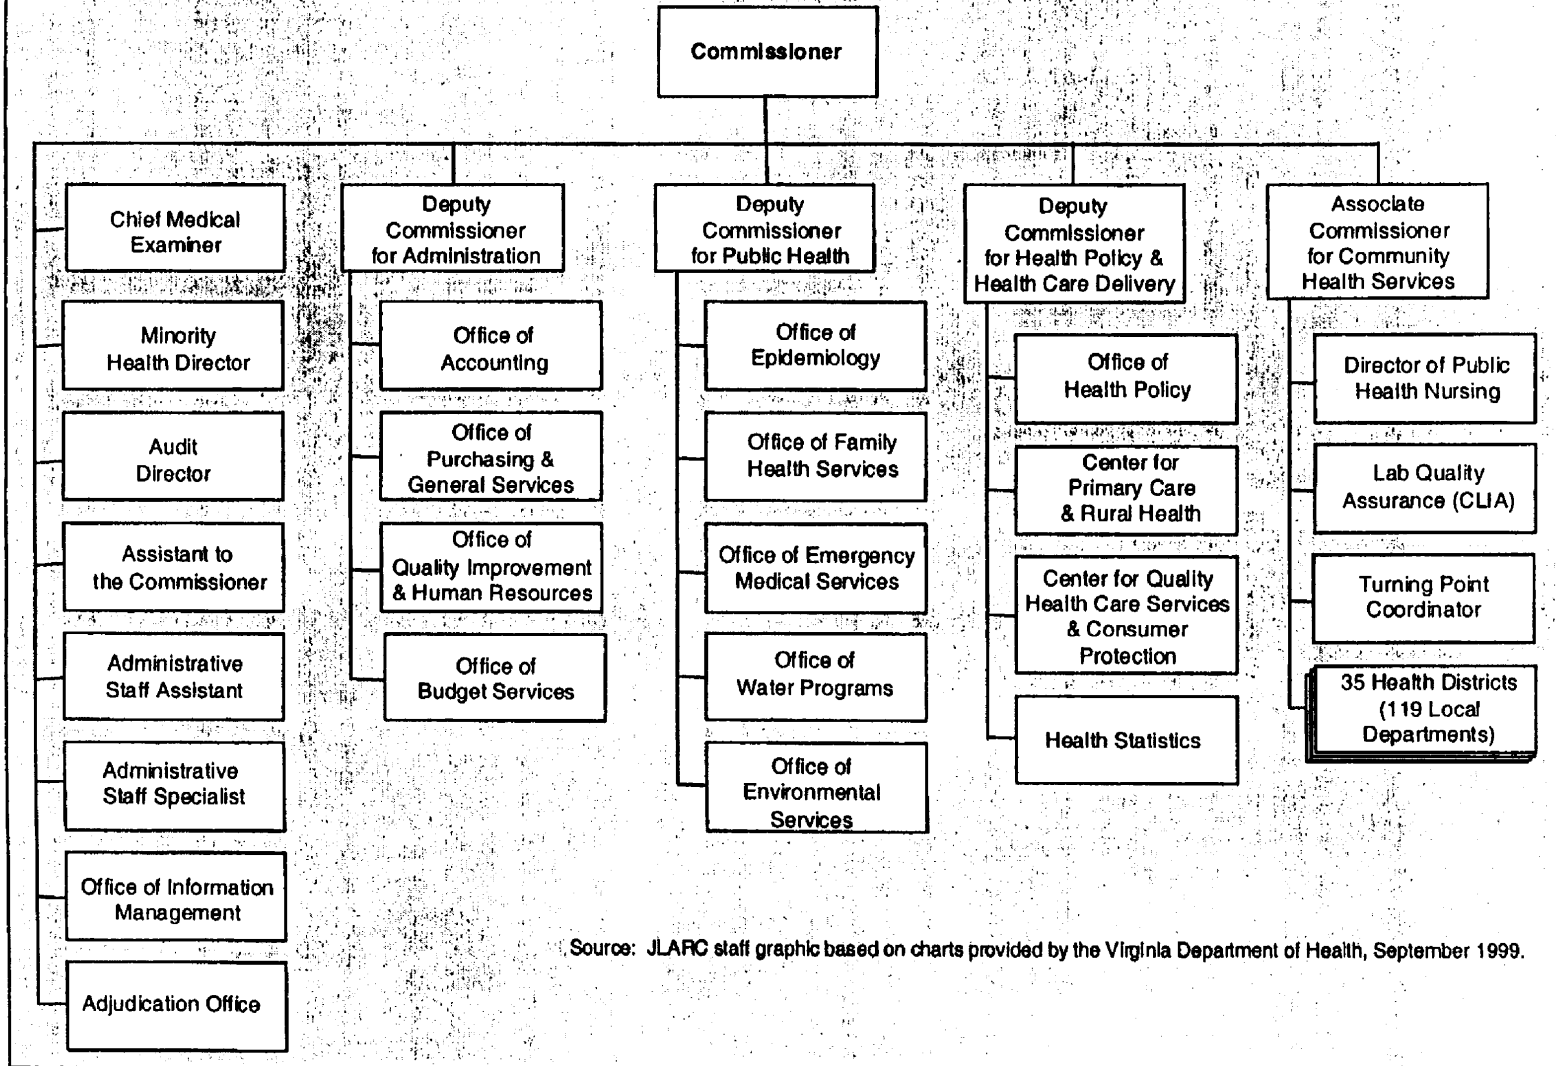 Commissioner
Chief Medical
Examiner
Minority
Health Director
Audit
Director
Assistant to
the Commissioner
Administrative
Staff Assistant
Administrative
Staff Specialist
Office of Information
Management
Adjudication Office
Deputy
Commissioner
for Administration
Office of
Accounting
Office of
Purchasing &
General Services
Office of
Quality Improvement
& Human Resources
Office of
Budget Services
Deputy
Commissioner
for Public Health
Office of
Epidemiology
Office of Family
Health Services
Office of Emergency
Medical Services
Office of
Water Programs
Office of
Environmental
Services
Deputy
Commissioner
for Health Policy &
Health Care Delivery
Office of
Health Policy
Center for
Primary Care
& Rural Health
Center for Quality
Health Care Services
& Consumer
Protection
Health Statistics
Associate
Commissioner
for Community
Health Services
Director of Public
Health Nursing
Lab Quality
Assurance (CLIA)
Turning Point
Coordinator
35 Health Districts
(119 Local
Departments)
Source: JLARC staff graphic based on charts provided by the Virginia Department of Health, September 1999.